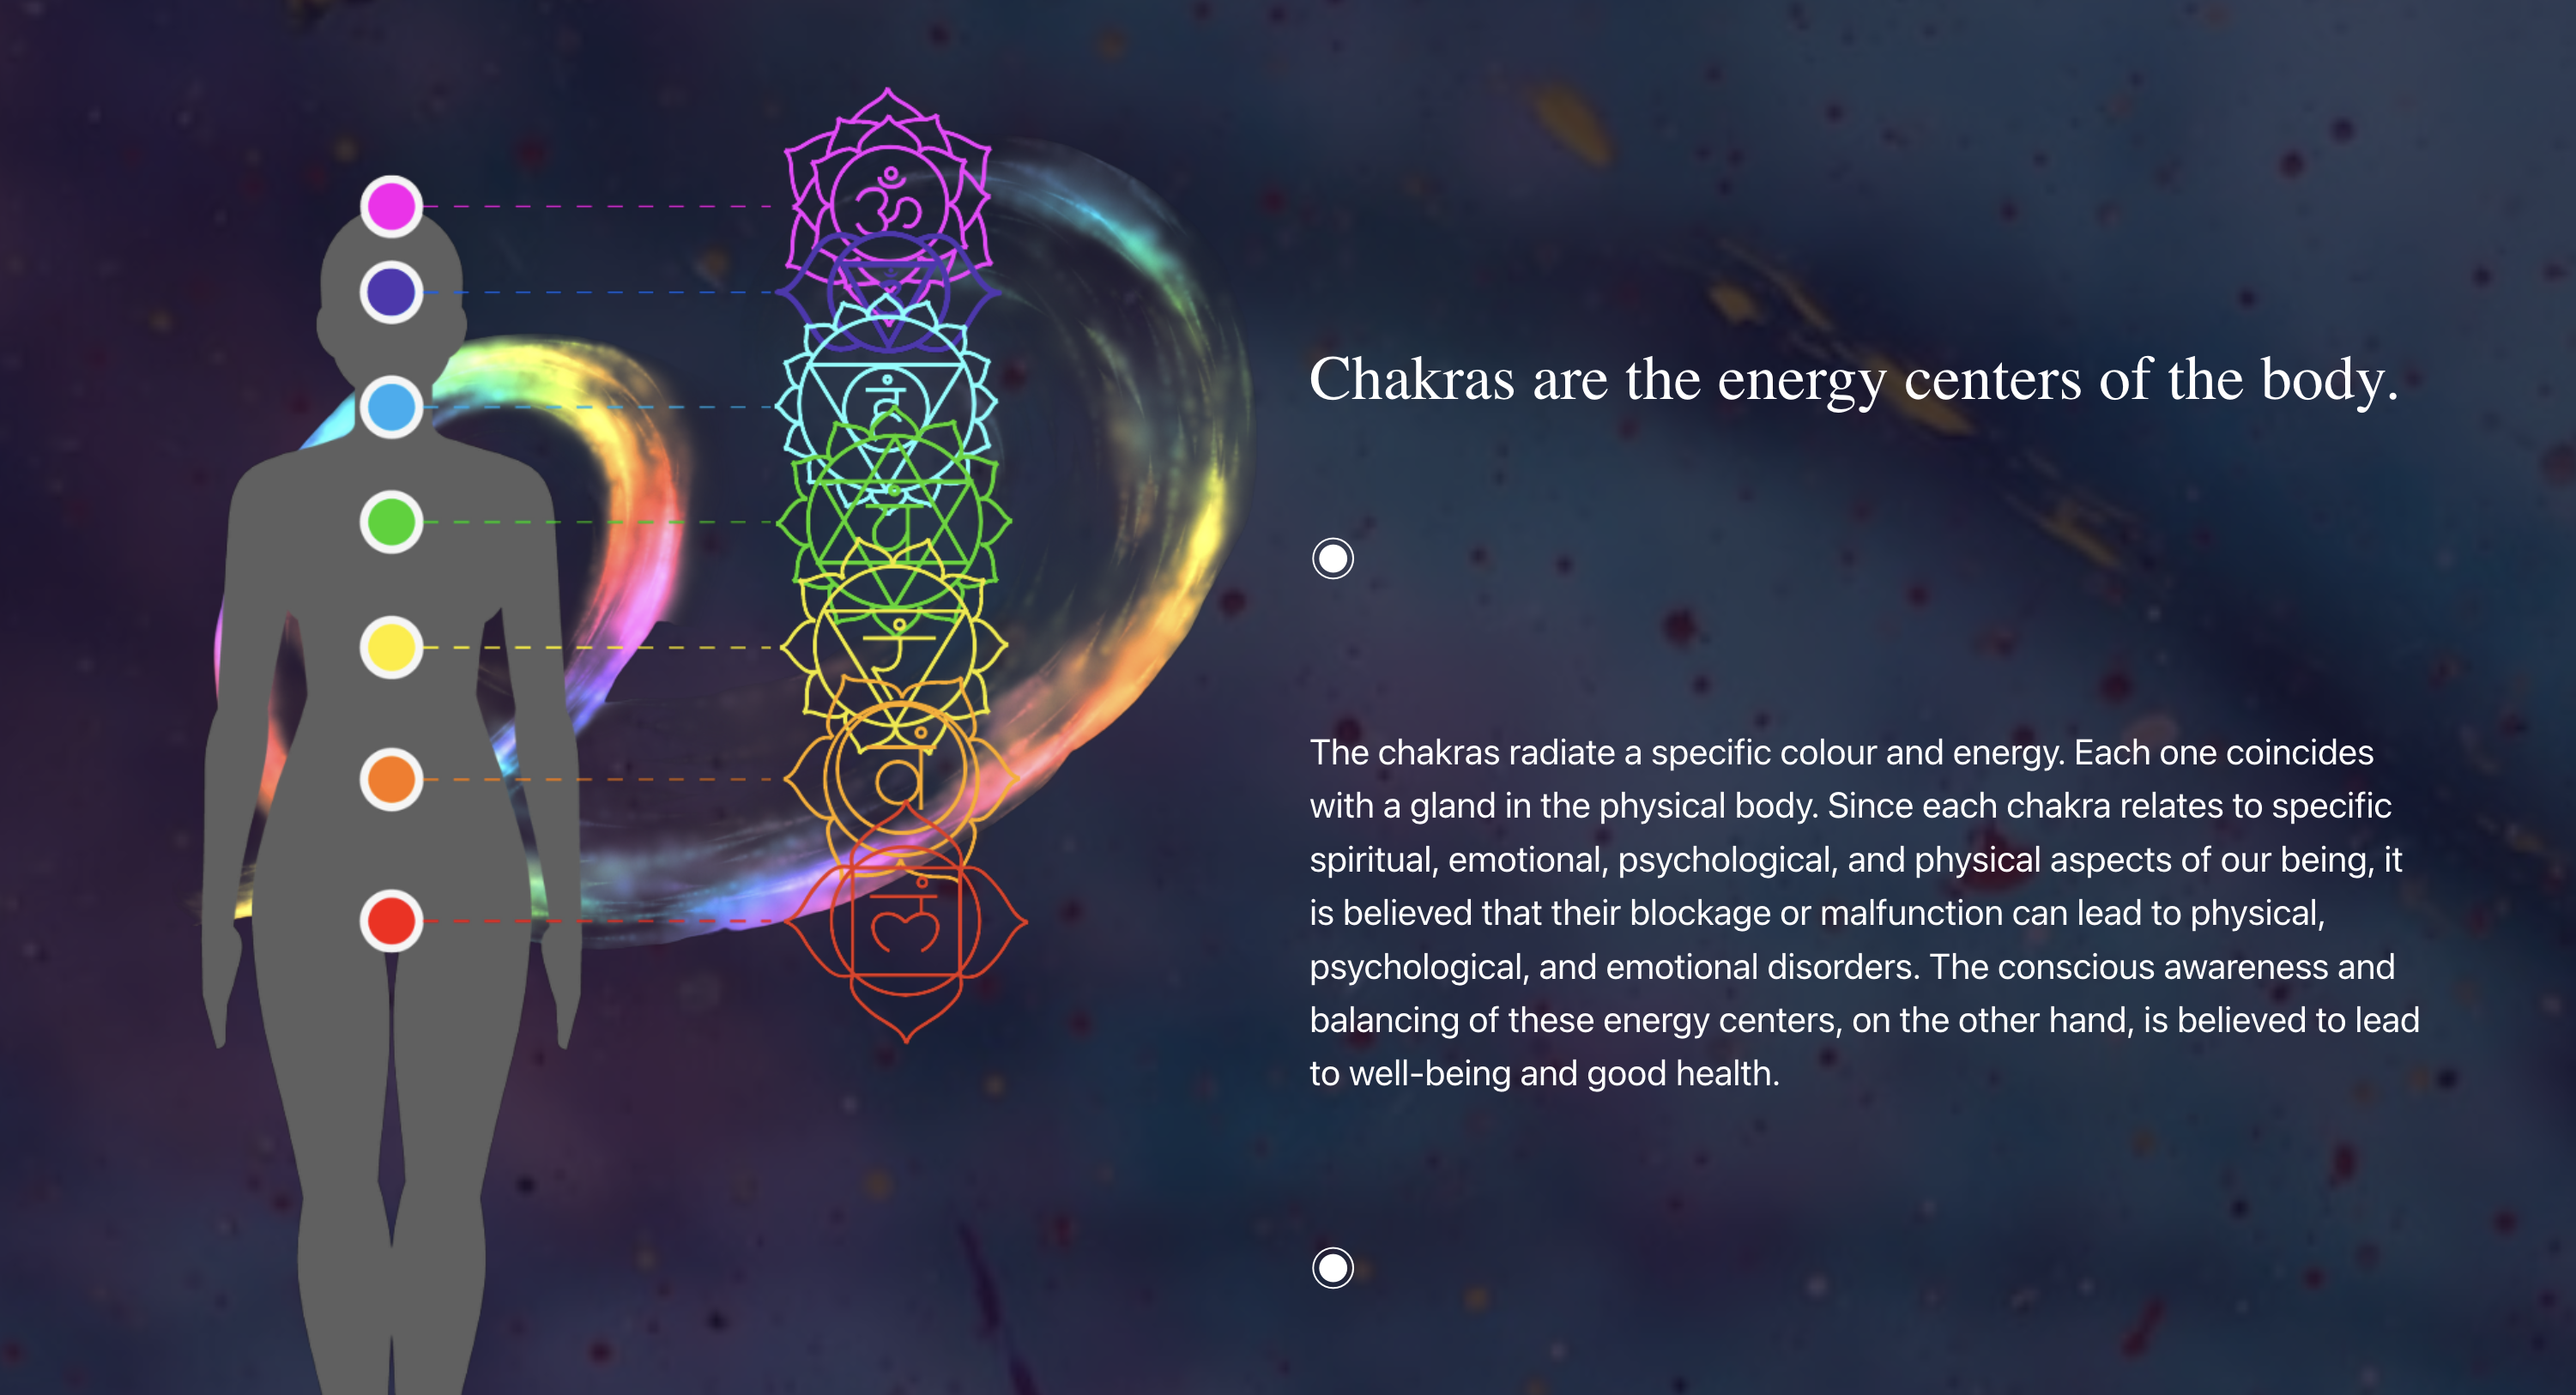 ॐ
Chakras are the energy centers of the body.
The chakras radiate a specific colour and energy. Each one coincides
with a gland in the physical body. Since each chakra relates to specific
spiritual, emotional, psychological, and physical aspects of our being, it
is believed that their blockage or malfunction can lead to physical,
psychological, and emotional disorders. The conscious awareness and
balancing of these energy centers, on the other hand, is believed to lead
to well-being and good health.